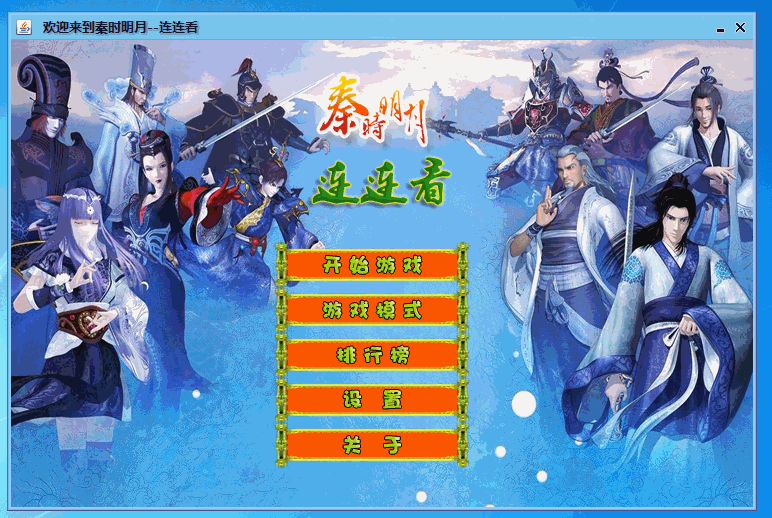 欢迎来到秦时明月--连连看
秦時明月
连连看
开始游戏
游戏模式
排行榜
设 置
关 于